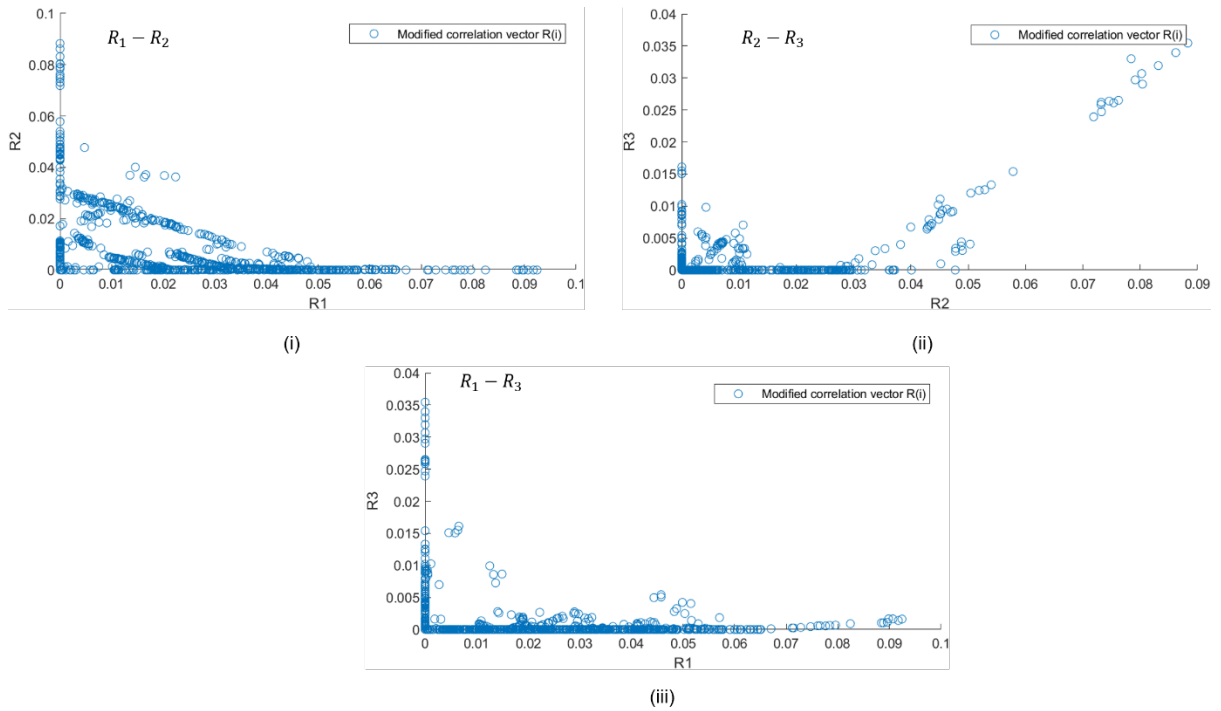 R₁ − R₂
Modified correlation vector R(i)
0.1
0.08
0.06
0.04
0.02
0
R2
0 0.01 0.02 0.03 0.04 0.05 0.06 0.07 0.08 0.09 0.1
R1
(i)
R₂ − R₃
Modified correlation vector R(i)
0.04
0.035
0.03
0.025
0.02
0.015
0.01
0.005
0
R3
0 0.01 0.02 0.03 0.04 0.05 0.06 0.07 0.08 0.09
R2
(ii)
R₁ − R₃
Modified correlation vector R(i)
0.04
0.035
0.03
0.025
0.02
0.015
0.01
0.005
0
R3
0 0.01 0.02 0.03 0.04 0.05 0.06 0.07 0.08 0.09 0.1
R1
(iii)